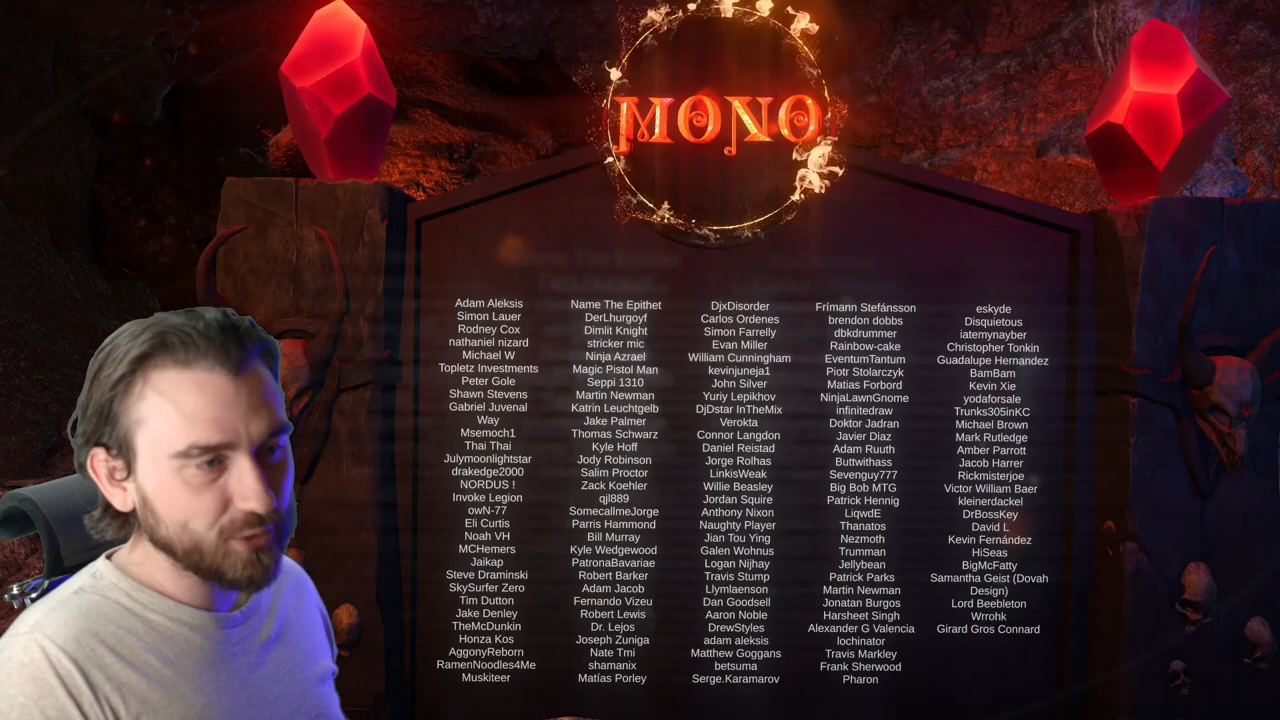 MONO
Adam Aleksis
Simon Lauer
Rodney Cox
nathaniel nizard
Michael W
Topletz Investments
Peter Gole
Shawn Stevens
Gabriel Juvenal
Way
Msemoch1
Thai Thai
Julymoonlightstar
drakedge2000
NORDUS !
Invoke Legion
owN-77
Eli Curtis
Noah VH
MCHemers
Jaikap
Steve Draminski
SkySurfer Zero
Tim Dutton
Jake Denley
TheMcDunkin
Honza Kos
AggonyReborn
RamenNoodles4Me
Muskiteer
Name The Epithet
DerLhurgoyf
Dimlit Knight
stricker mic
Ninja Azrael
Magic Pistol Man
Seppi 1310
Martin Newman
Katrin Leuchtgelb
Jake Palmer
Thomas Schwarz
Kyle Hoff
Jody Robinson
Salim Proctor
Zack Koehler
qjl889
SomecallmeJorge
Parris Hammond
Bill Murray
Kyle Wedgewood
PatronaBavariae
Robert Barker
Adam Jacob
Fernando Vizeu
Robert Lewis
Dr. Lejos
Joseph Zuniga
Nate Tmi
shamanix
Matías Porley
DjxDisorder
Carlos Ordenes
Simon Farrelly
Evan Miller
William Cunningham
kevinjuneja1
John Silver
Yuriy Lepikhov
DjDstar InTheMix
Verokta
Connor Langdon
Daniel Reistad
Jorge Rolhas
LinkisWeak
Willie Beasley
Jordan Squire
Anthony Nixon
Naughty Player
Jian Tou Ying
Galen Wohnus
Logan Nijhay
Travis Stump
Llymlaenson
Dan Goodsell
Aaron Noble
DrewStyles
adam aleksis
Matthew Goggans
betsuma
Serge.Karamarov
Frímann Stefánsson
brendon dobbs
dbkdrummer
Rainbow-cake
EventumTantum
Piotr Stolarczyk
Matias Forbord
NinjaLawnGnome
infinitedraw
Doktor Jadran
Javier Diaz
Adam Ruuth
Buttwithass
Sevenguy777
Big Bob MTG
Patrick Hennig
LiqwdE
Thanatos
Nezmoth
Trumman
Jellybean
Patrick Parks
Martin Newman
Jonatan Burgos
Harsheet Singh
Alexander G Valencia
lochinator
Travis Markley
Frank Sherwood
Pharon
eskyde
Disquietous
iatemynayber
Christopher Tonkin
Guadalupe Hernandez
BamBam
Kevin Xie
yodaforsale
Trunks305inKC
Michael Brown
Mark Rutledge
Amber Parrott
Jacob Harrer
Rickmisterjoe
Victor William Baer
kleinerdackel
DrBossKey
David L
Kevin Fernández
HiSeas
BigMcFatty
Samantha Geist (Dovah
Design)
Lord Beebleton
Wrrohk
Girard Gros Connard